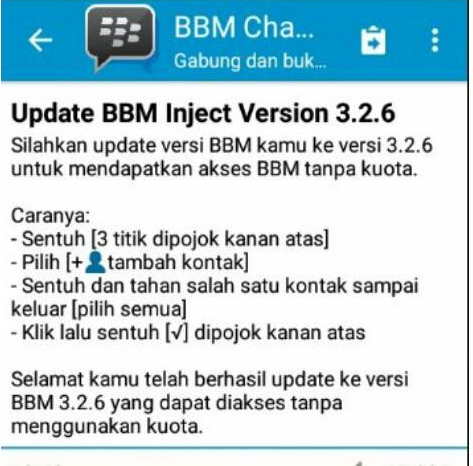 BBM Cha...
Gabung dan buk...
Update BBM Inject Version 3.2.6
Silahkan update versi BBM kamu ke versi 3.2.6
untuk mendapatkan akses BBM tanpa kuota.
Caranya:
- Sentuh [3 titik dipojok kanan atas]
- Pilih [+👤tambah kontak]
- Sentuh dan tahan salah satu kontak sampai
keluar [pilih semua]
- Klik lalu sentuh [√] dipojok kanan atas
Selamat kamu telah berhasil update ke versi
BBM 3.2.6 yang dapat diakses tanpa
menggunakan kuota.